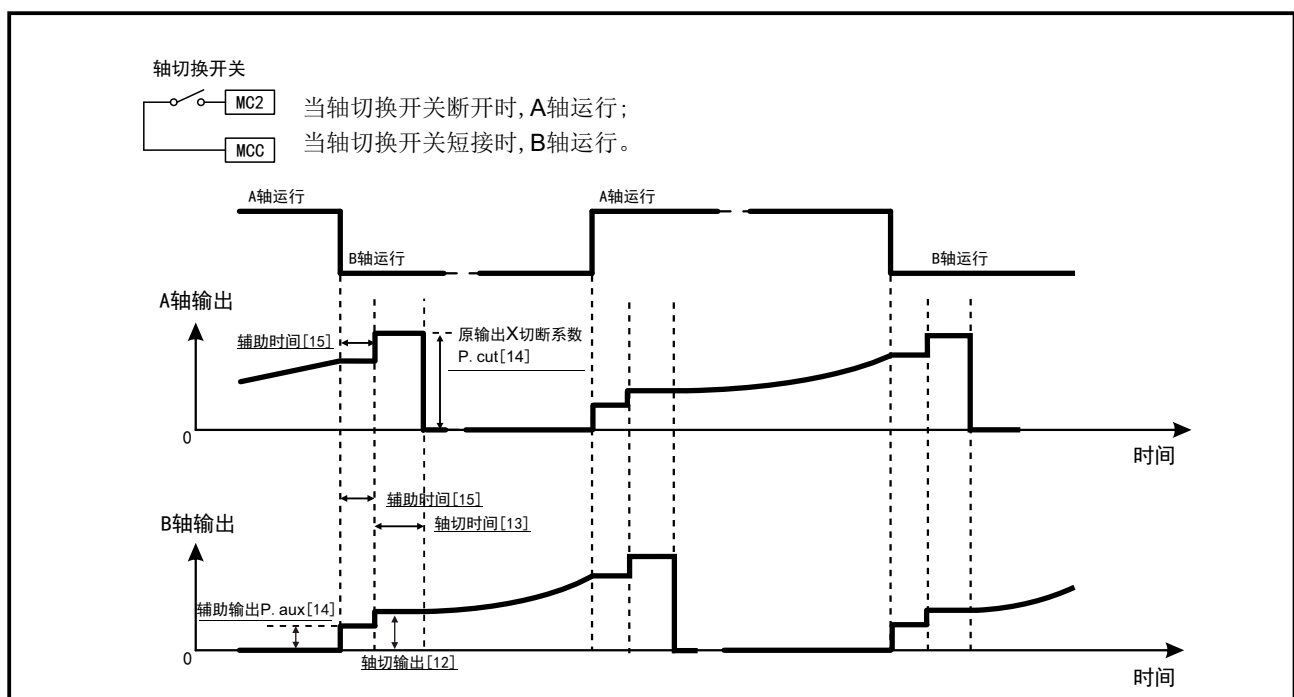 轴切换开关
MC2
MCC
当轴切换开关断开时, A轴运行;
当轴切换开关短接时, B轴运行。
A轴运行
A轴运行
B轴运行
B轴运行
A轴输出
辅助时间[15]
原输出X切断系数
P. cut[14]
0
时间
辅助时间[15]
轴切时间[13]
B轴输出
辅助输出P. aux[14]
轴切输出[12]
0
时间